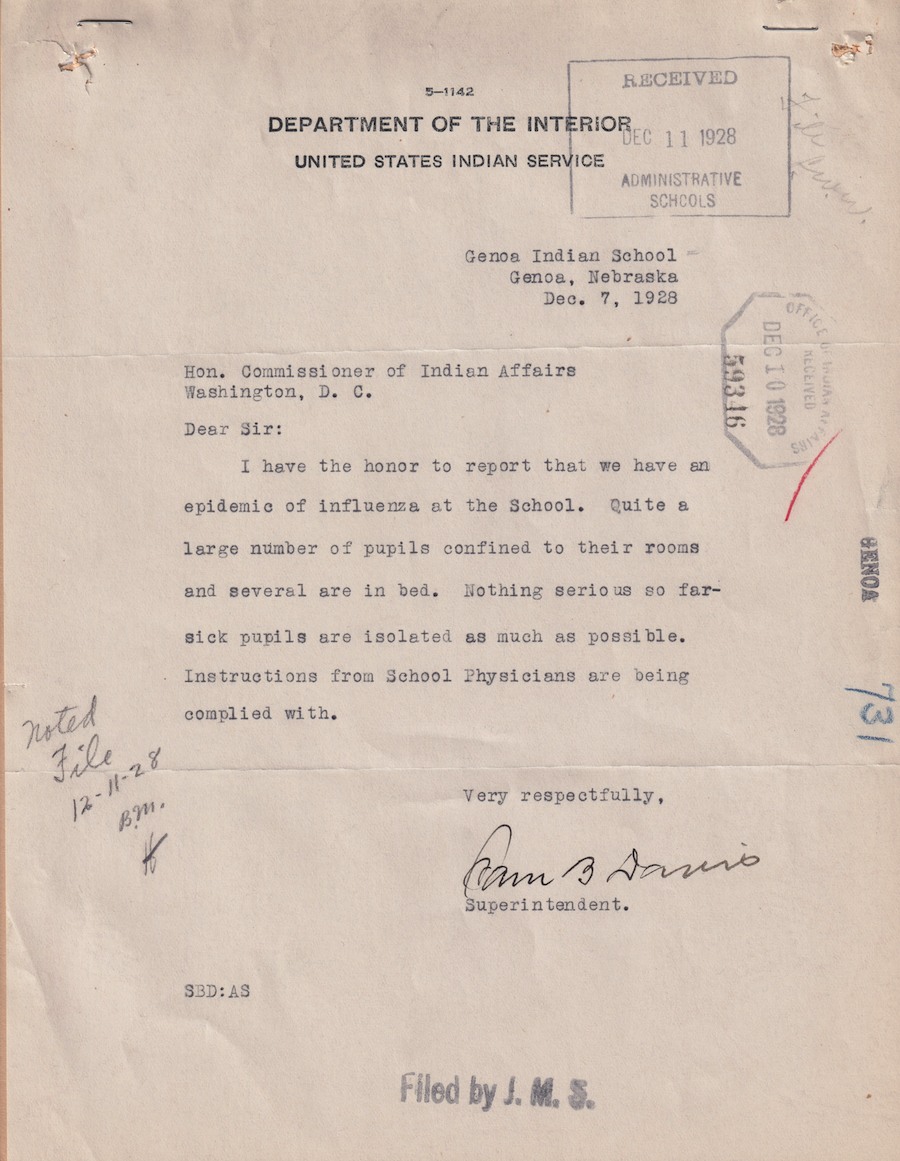 5-1142
DEPARTMENT OF THE INTERIOR
UNITED STATES INDIAN SERVICE
RECEIVED
DEC 11 1928
ADMINISTRATIVE
SCHOOLS
File
Genoa Indian School
Genoa, Nebraska
Dec. 7, 1928
OFFICE OF INDIAN AFFAIRS
RECEIVED
DEC 10 1928
59346
Hon. Commissioner of Indian Affairs
Washington, D. C.
Dear Sir:
I have the honor to report that we have an
epidemic of influenza at the School.  Quite a
large number of pupils confined to their rooms
and several are in bed.  Nothing serious so far-
sick pupils are isolated as much as possible.
Instructions from School Physicians are being
complied with.
GENOA
731
Noted
File
12-11-28
B.M.
Very respectfully,
Sam B Davis
Superintendent.
SBD:AS
Filed by J. M. S.